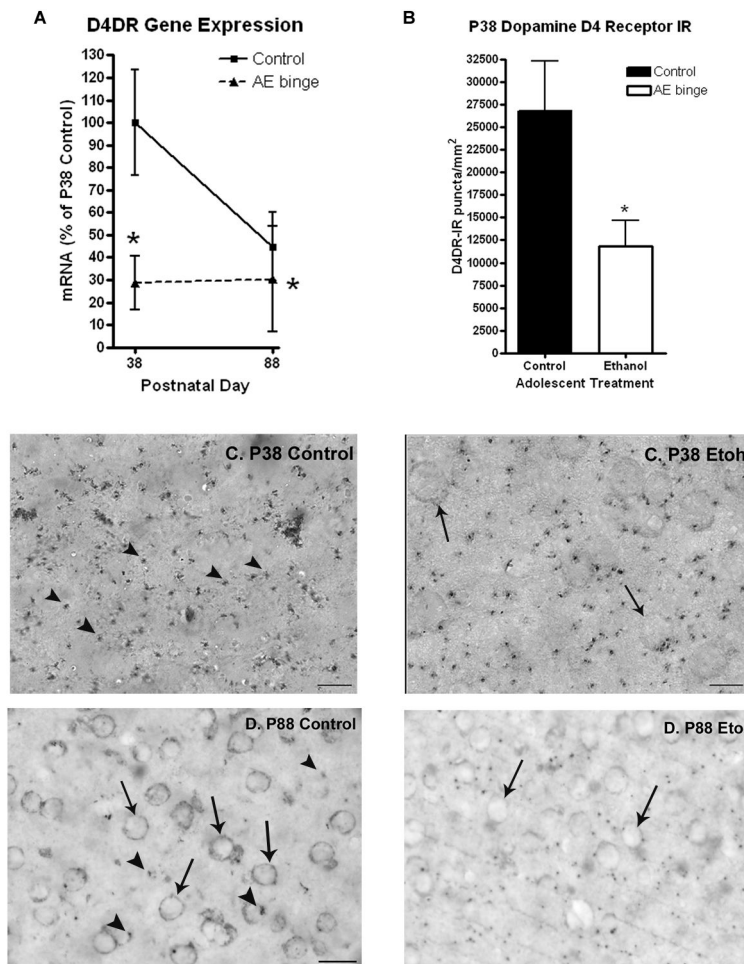 A
D4DR Gene Expression
130
120
110
100
90
80
70
60
50
40
30
20
10
0
mRNA (% of P38 Control)
Control
AE binge
*
*
38
88
Postnatal Day
B
P38 Dopamine D4 Receptor IR
32500
30000
27500
25000
22500
20000
17500
15000
12500
10000
7500
5000
2500
0
D4DR-IR puncta/mm²
Control
AE binge
*
Control
Ethanol
Adolescent Treatment
C. P38 Control
C. P38 Etoh
D. P88 Control
D. P88 Eto